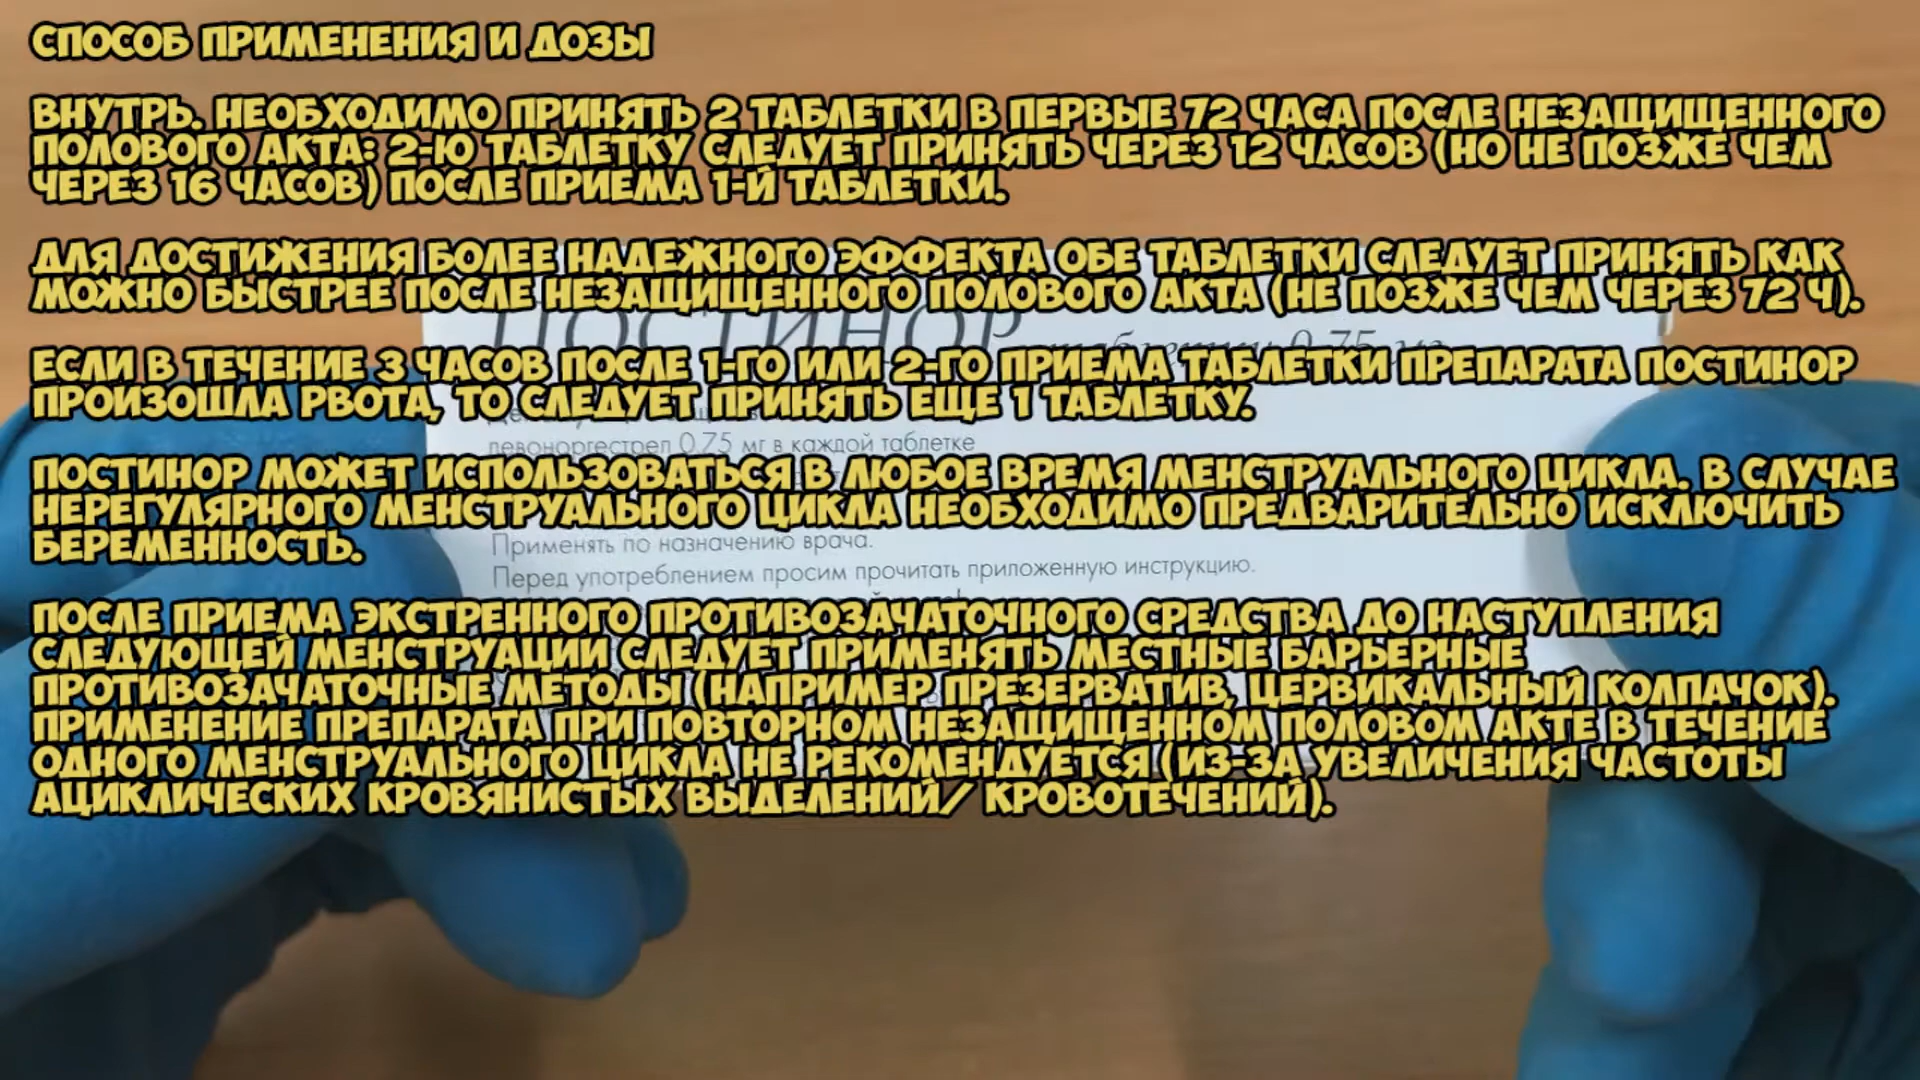 СПОСОБ ПРИМЕНЕНИЯ И ДОЗЫ
ВНУТРЬ. НЕОБХОДИМО ПРИНЯТЬ 2 ТАБЛЕТКИ В ПЕРВЫЕ 72 ЧАСА ПОСЛЕ НЕЗАЩИЩЕННОГО
ПОЛОВОГО АКТА: 2-Ю ТАБЛЕТКУ СЛЕДУЕТ ПРИНЯТЬ ЧЕРЕЗ 12 ЧАСОВ (НО НЕ ПОЗЖЕ ЧЕМ
ЧЕРЕЗ 16 ЧАСОВ) ПОСЛЕ ПРИЕМА 1-Й ТАБЛЕТКИ.
ДЛЯ ДОСТИЖЕНИЯ БОЛЕЕ НАДЕЖНОГО ЭФФЕКТА ОБЕ ТАБЛЕТКИ СЛЕДУЕТ ПРИНЯТЬ КАК
МОЖНО БЫСТРЕЕ ПОСЛЕ НЕЗАЩИЩЕННОГО ПОЛОВОГО АКТА (НЕ ПОЗЖЕ ЧЕМ ЧЕРЕЗ 72 Ч).
ПОСТИНОР таблетки 0,75 мг
ЕСЛИ В ТЕЧЕНИЕ 3 ЧАСОВ ПОСЛЕ 1-ГО ИЛИ 2-ГО ПРИЕМА ТАБЛЕТКИ ПРЕПАРАТА ПОСТИНОР
ПРОИЗОШЛА РВОТА, ТО СЛЕДУЕТ ПРИНЯТЬ ЕЩЕ 1 ТАБЛЕТКУ.
левоноргестрел 0,75 мг в каждой таблетке
ПОСТИНОР МОЖЕТ ИСПОЛЬЗОВАТЬСЯ В ЛЮБОЕ ВРЕМЯ МЕНСТРУАЛЬНОГО ЦИКЛА. В СЛУЧАЕ
НЕРЕГУЛЯРНОГО МЕНСТРУАЛЬНОГО ЦИКЛА НЕОБХОДИМО ПРЕДВАРИТЕЛЬНО ИСКЛЮЧИТЬ
БЕРЕМЕННОСТЬ.
Применять по назначению врача.
Перед употреблением просим прочитать приложенную инструкцию.
ПОСЛЕ ПРИЕМА ЭКСТРЕННОГО ПРОТИВОЗАЧАТОЧНОГО СРЕДСТВА ДО НАСТУПЛЕНИЯ
СЛЕДУЮЩЕЙ МЕНСТРУАЦИИ СЛЕДУЕТ ПРИМЕНЯТЬ МЕСТНЫЕ БАРЬЕРНЫЕ
ПРОТИВОЗАЧАТОЧНЫЕ МЕТОДЫ (НАПРИМЕР ПРЕЗЕРВАТИВ, ЦЕРВИКАЛЬНЫЙ КОЛПАЧОК).
ПРИМЕНЕНИЕ ПРЕПАРАТА ПРИ ПОВТОРНОМ НЕЗАЩИЩЕННОМ ПОЛОВОМ АКТЕ В ТЕЧЕНИЕ
ОДНОГО МЕНСТРУАЛЬНОГО ЦИКЛА НЕ РЕКОМЕНДУЕТСЯ (ИЗ-ЗА УВЕЛИЧЕНИЯ ЧАСТОТЫ
АЦИКЛИЧЕСКИХ КРОВЯНИСТЫХ ВЫДЕЛЕНИЙ/ КРОВОТЕЧЕНИЙ).